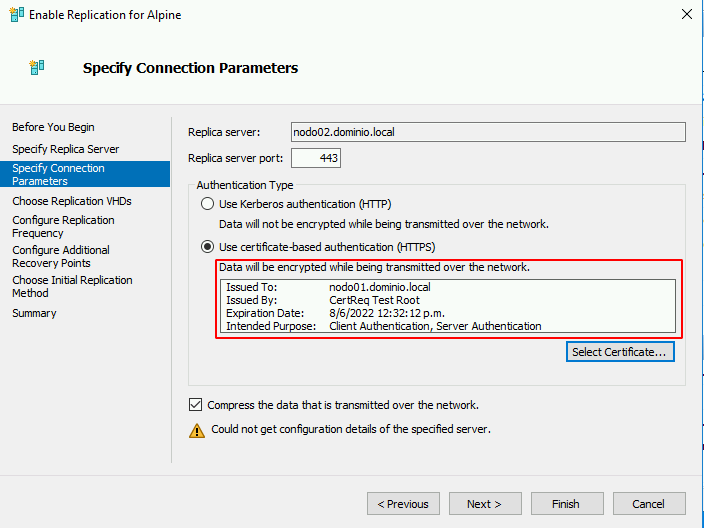 Enable Replication for Alpine
Specify Connection Parameters
Before You Begin
Specify Replica Server
Specify Connection
Parameters
Choose Replication VHDs
Configure Replication
Frequency
Configure Additional
Recovery Points
Choose Initial Replication
Method
Summary
Replica server: nodo02.dominio.local
Replica server port: 443
Authentication Type
Use Kerberos authentication (HTTP)
Data will not be encrypted while being transmitted over the network.
Use certificate-based authentication (HTTPS)
Data will be encrypted while being transmitted over the network.
Issued To: nodo01.dominio.local
Issued By: CertReq Test Root
Expiration Date: 8/6/2022 12:32:12 p.m.
Intended Purpose: Client Authentication, Server Authentication
Select Certificate...
Compress the data that is transmitted over the network.
Could not get configuration details of the specified server.
< Previous
Next >
Finish
Cancel